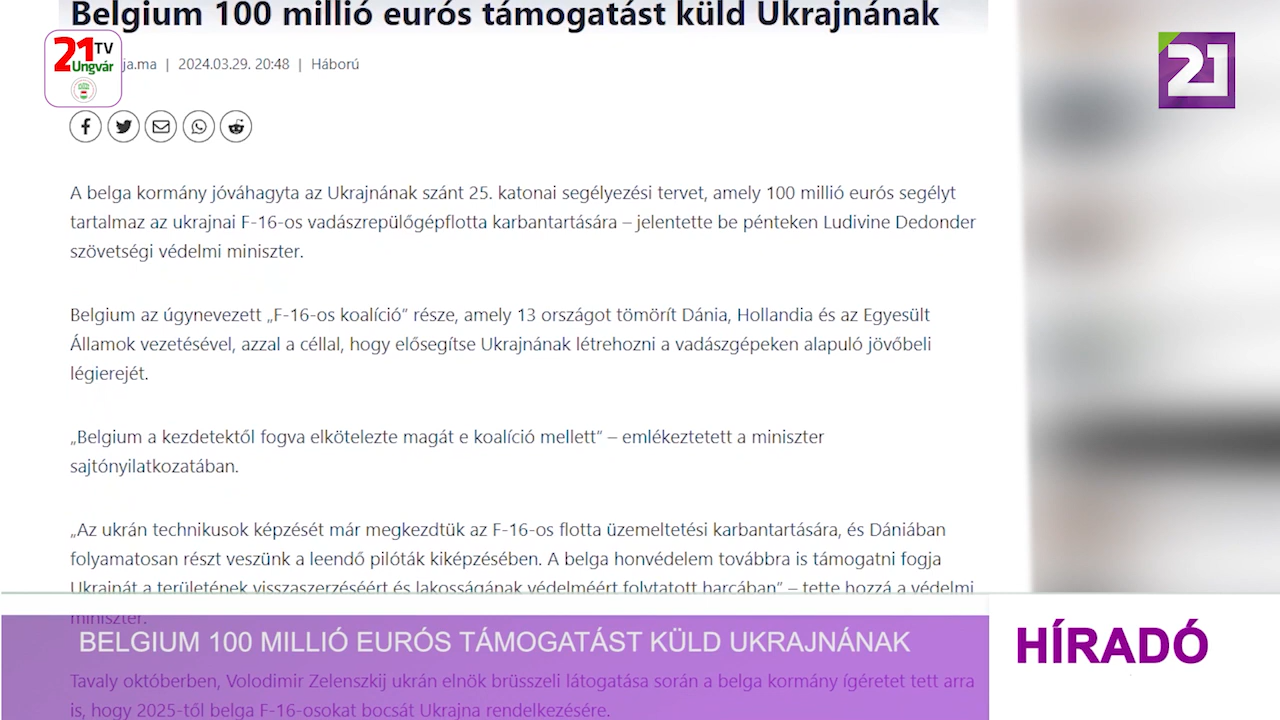 Belgium 100 millió eurós támogatást küld Ukrajnának
21 TV Ungvár
ja.ma | 2024.03.29. 20:48 | Háború
21
A belga kormány jóváhagyta az Ukrajnának szánt 25. katonai segélyezési tervet, amely 100 millió eurós segélyt
tartalmaz az ukrajnai F-16-os vadászrepülőgépflotta karbantartására – jelentette be pénteken Ludivine Dedonder
szövetségi védelmi miniszter.
Belgium az úgynevezett „F-16-os koalíció” része, amely 13 országot tömörít Dánia, Hollandia és az Egyesült
Államok vezetésével, azzal a céllal, hogy elősegítse Ukrajnának létrehozni a vadászgépeken alapuló jövőbeli
légierejét.
„Belgium a kezdetektől fogva elkötelezte magát e koalíció mellett” – emlékeztetett a miniszter
sajtónyilatkozatában.
„Az ukrán technikusok képzését már megkezdtük az F-16-os flotta üzemeltetési karbantartására, és Dániában
folyamatosan részt veszünk a leendő pilóták kiképzésében. A belga honvédelem továbbra is támogatni fogja
Ukrajnát a területének visszaszerzéséért és lakosságának védelméért folytatott harcában” – tette hozzá a védelmi
miniszter.
BELGIUM 100 MILLIÓ EURÓS TÁMOGATÁST KÜLD UKRAJNÁNAK
HÍRADÓ
Tavaly októberben, Volodimir Zelenszkij ukrán elnök brüsszeli látogatása során a belga kormány ígéretet tett arra
is, hogy 2025-től belga F-16-osokat bocsát Ukrajna rendelkezésére.